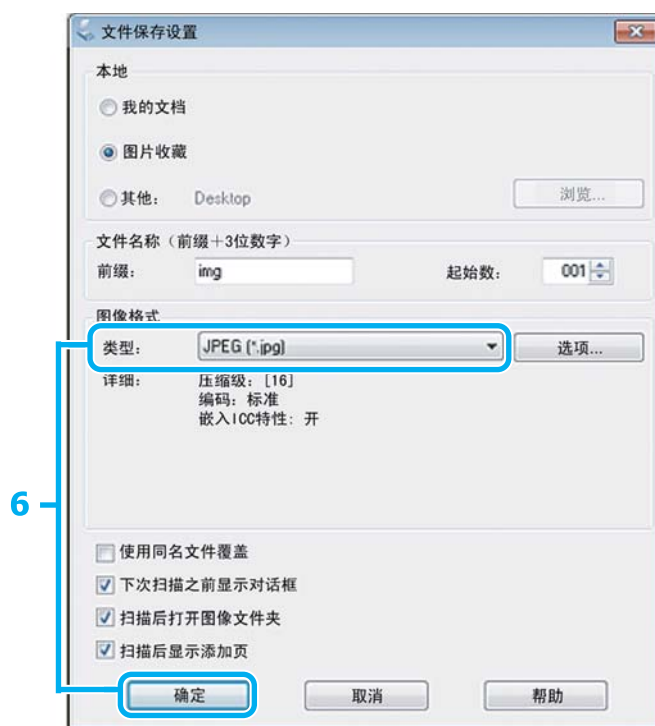 文件保存设置
本地
我的文档
图片收藏
其他: Desktop 浏览...
文件名称（前缀+3位数字）
前缀: img 起始数: 001
图像格式
类型: JPEG (*.jpg) 选项...
详细: 压缩级: [16]
编码: 标准
嵌入ICC特性: 开
6
使用同名文件覆盖
下次扫描之前显示对话框
扫描后打开图像文件夹
扫描后显示添加页
确定 取消 帮助